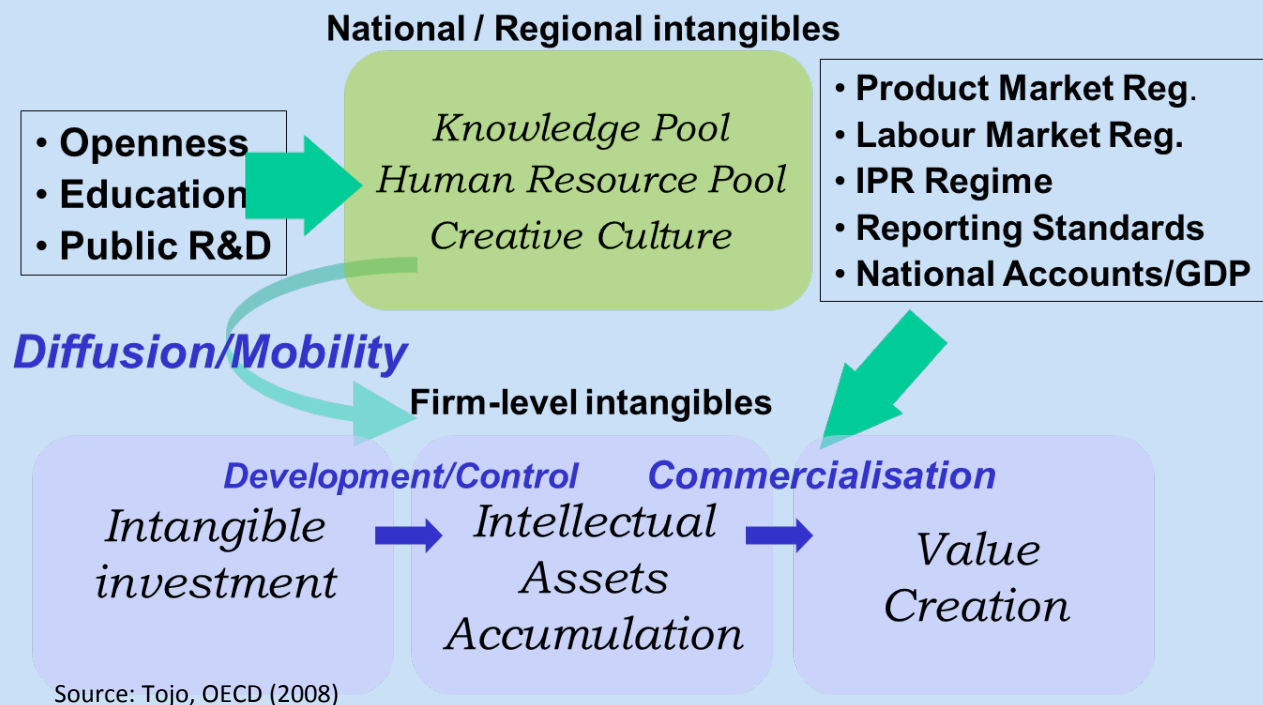 National / Regional intangibles
• Openness
• Education
• Public R&D
Knowledge Pool
Human Resource Pool
Creative Culture
• Product Market Reg.
• Labour Market Reg.
• IPR Regime
• Reporting Standards
• National Accounts/GDP
Diffusion/Mobility
Firm-level intangibles
Development/Control
Commercialisation
Intangible
investment
Intellectual
Assets
Accumulation
Value
Creation
Source: Tojo, OECD (2008)